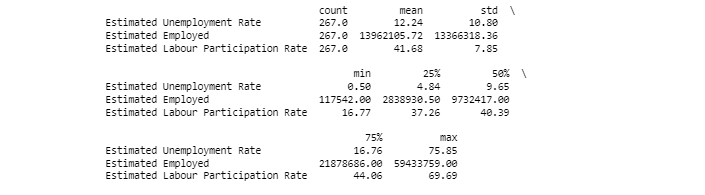 count mean std \
Estimated Unemployment Rate 267.0 12.24 10.80
Estimated Employed 267.0 13962105.72 13366318.36
Estimated Labour Participation Rate 267.0 41.68 7.85
min 25% 50% \
Estimated Unemployment Rate 0.50 4.84 9.65
Estimated Employed 117542.00 2838930.50 9732417.00
Estimated Labour Participation Rate 16.77 37.26 40.39
75% max
Estimated Unemployment Rate 16.76 75.85
Estimated Employed 21878686.00 59433759.00
Estimated Labour Participation Rate 44.06 69.69